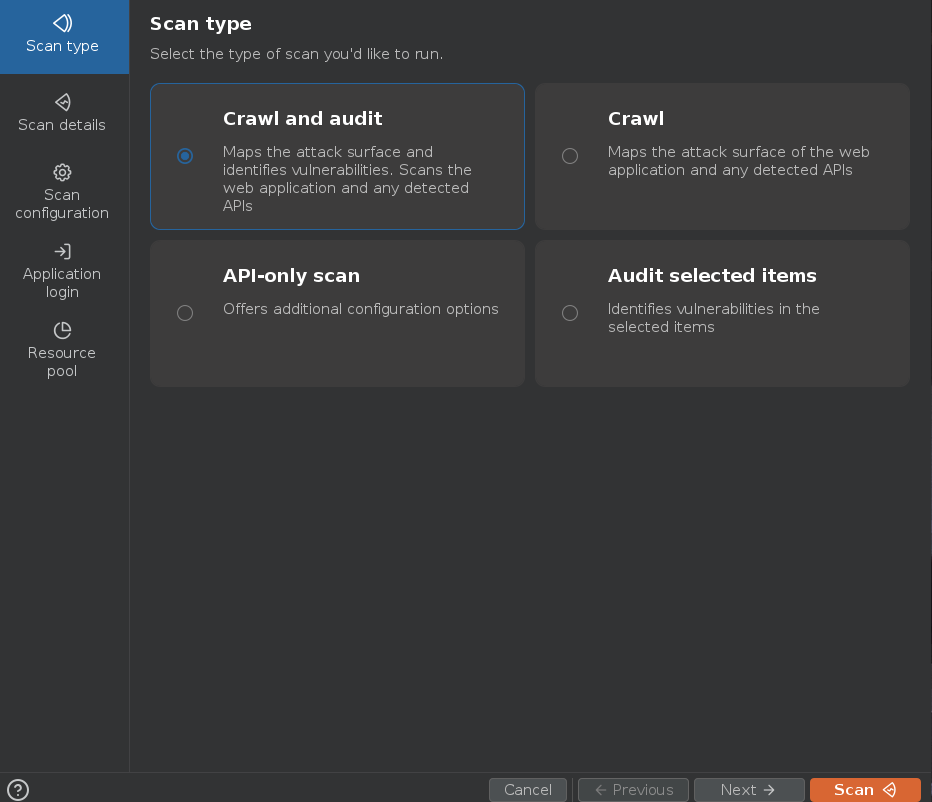 Scan type
Scan details
Scan
configuration
Application
login
Resource
pool
Scan type
Select the type of scan you'd like to run.
Crawl and audit
Maps the attack surface and
identifies vulnerabilities. Scans the
web application and any detected
APIs
Crawl
Maps the attack surface of the web
application and any detected APIs
API-only scan
Offers additional configuration options
Audit selected items
Identifies vulnerabilities in the
selected items
Cancel
Previous
Next
Scan